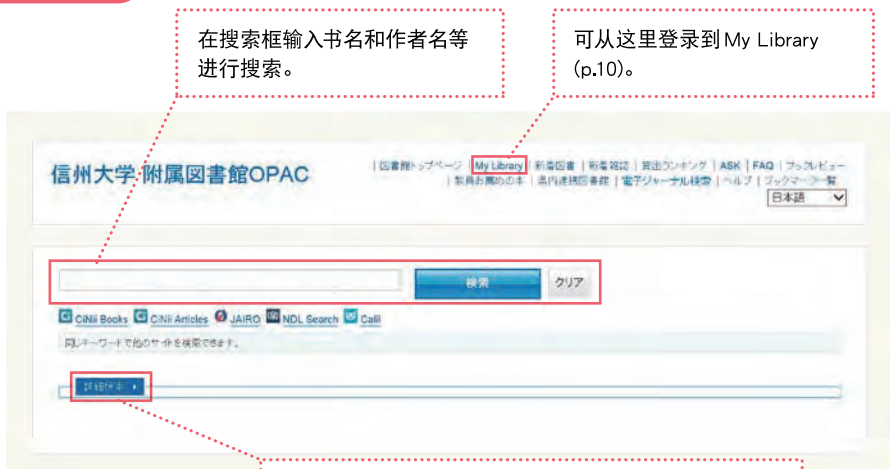 在搜索框输入书名和作者名等
进行搜索。
可从这里登录到My Library
(p.10)。
信州大学 附属図書館OPAC
| 図書館トップページ | My Library | 新着図書 | 新着雑誌 | 貸出ランキング | ASK | FAQ | ブックレビュー
| 教員お薦めの本 | 県内連携図書館 | 電子ジャーナル検索 | ヘルプ | ブックマーク一覧
日本語
検索 クリア
CiNii Books CiNii Articles JAIRO NDL Search Calil
同じキーワードで他のサイトを検索できます。
詳細検索